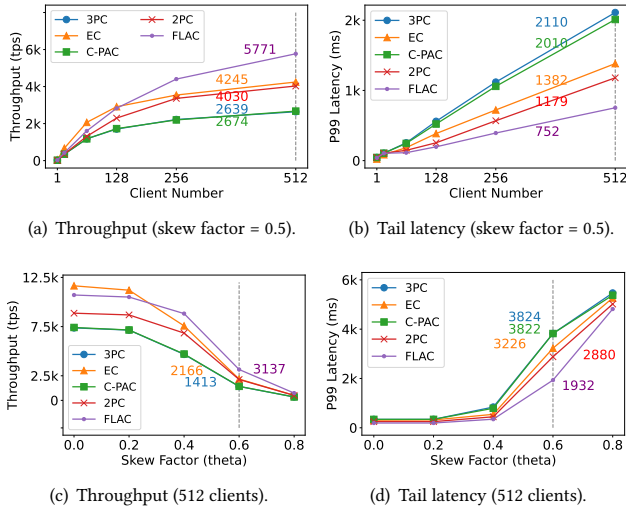 3PC
EC
C-PAC
2PC
FLAC
5771
4245
4030
2639
2674
6k
4k
2k
0
Throughput (tps)
1
128
256
512
Client Number
(a) Throughput (skew factor = 0.5).
3PC
EC
C-PAC
2PC
FLAC
2110
2010
1382
1179
752
2k
1k
0
P99 Latency (ms)
1
128
256
512
Client Number
(b) Tail latency (skew factor = 0.5).
12.5k
7.5k
2.5k
0
Throughput (tps)
3PC
EC
C-PAC
2PC
FLAC
2166
1413
3137
0.0
0.2
0.4
0.6
0.8
Skew Factor (theta)
(c) Throughput (512 clients).
6k
4k
2k
0
P99 Latency (ms)
3PC
EC
C-PAC
2PC
FLAC
3824
3822
3226
2880
1932
0.0
0.2
0.4
0.6
0.8
Skew Factor (theta)
(d) Tail latency (512 clients).